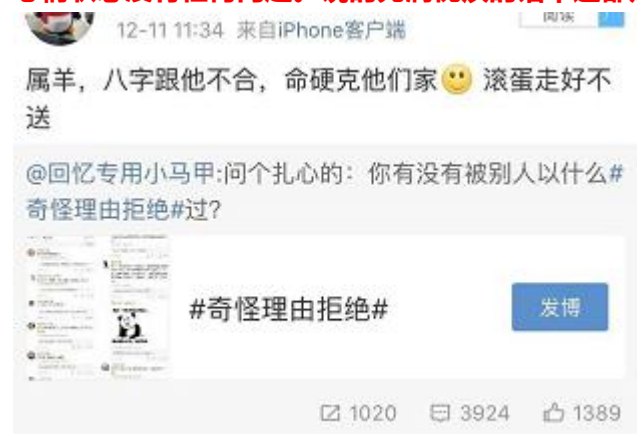 12-11 11:34 来自iPhone客户端
阅读
属羊，八字跟他不合，命硬克他们家🙂 滚蛋走好不
送
@回忆专用小马甲:问个扎心的：你有没有被别人以什么#
奇怪理由拒绝#过?
#奇怪理由拒绝#
发博
1020 3924 1389